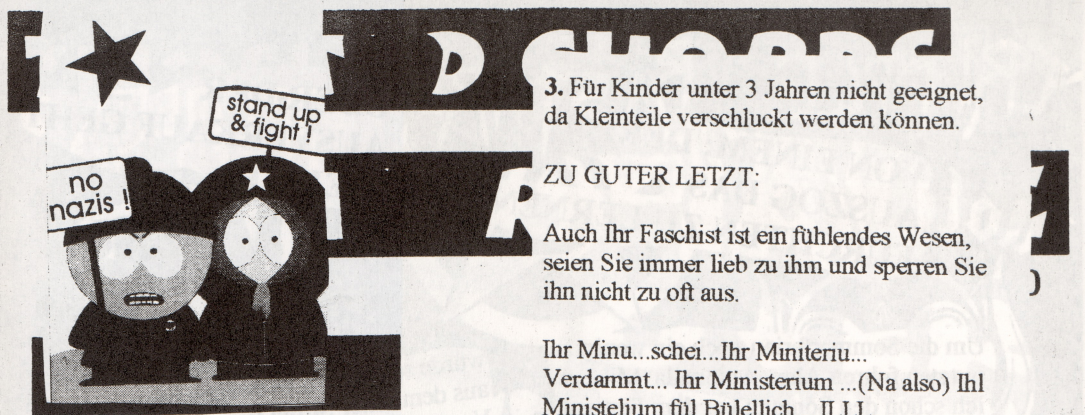 D CHORDS
stand up
& fight !
no
nazis !
3. Für Kinder unter 3 Jahren nicht geeignet,
da Kleinteile verschluckt werden können.
ZU GUTER LETZT:
Auch Ihr Faschist ist ein fühlendes Wesen,
seien Sie immer lieb zu ihm und sperren Sie
ihn nicht zu oft aus.
Ihr Minu...schei...Ihr Miniteriu...
Verdammt... Ihr Ministerium ...(Na also) Ihl
Ministelium fül Bülellich